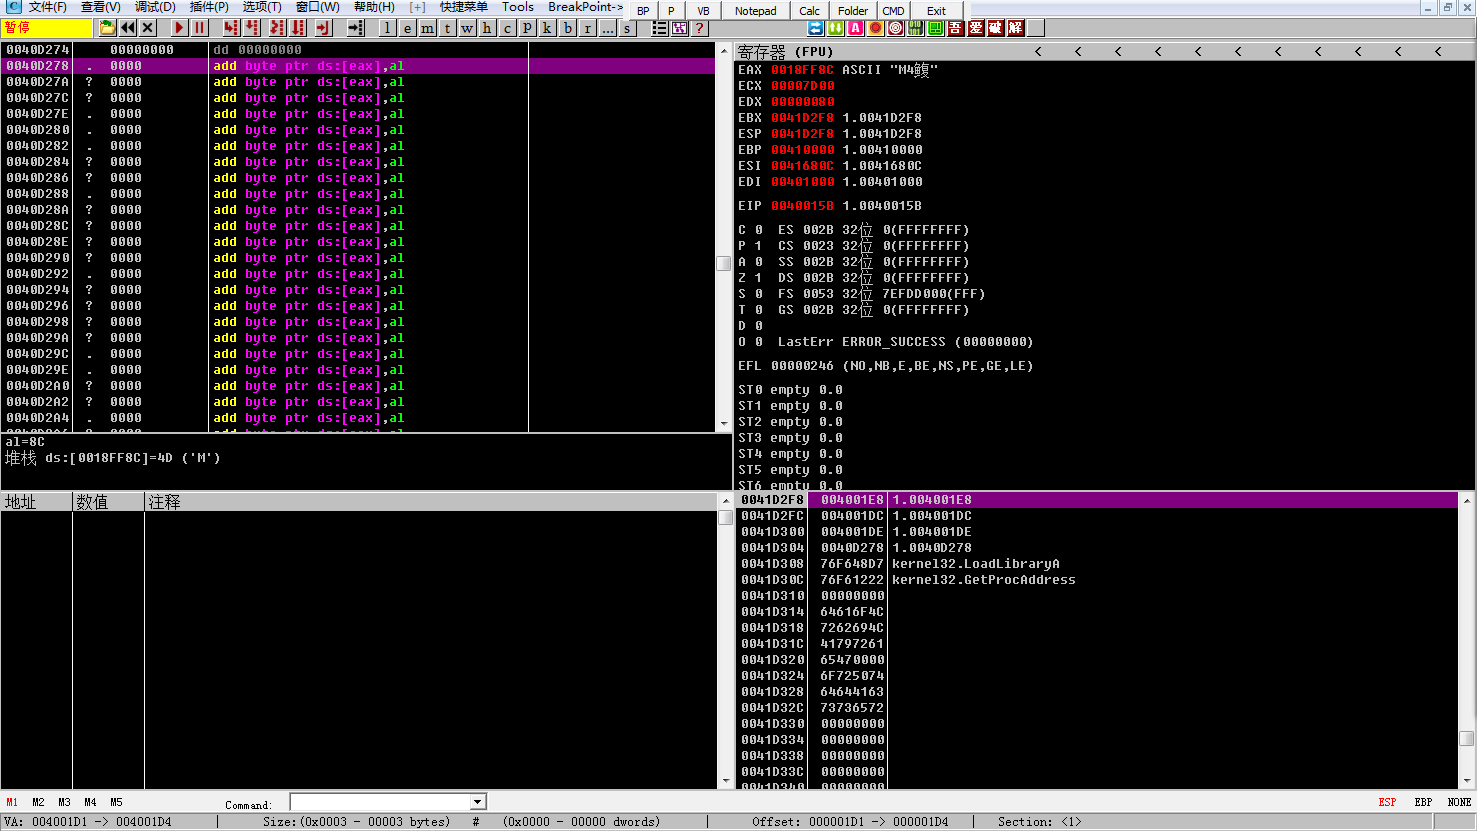 文件(F) 查看(V) 调试(D) 插件(P) 选项(T) 窗口(W) 帮助(H) [+] 快捷菜单 Tools BreakPoint-> BP P VB Notepad Calc Folder CMD Exit
暂停 l e m t w h c p k b r ... s ? 吾 爱 破 解
0040D274 00000000 dd 00000000
0040D278 . 0000 add byte ptr ds:[eax],al
0040D27A ? 0000 add byte ptr ds:[eax],al
0040D27C ? 0000 add byte ptr ds:[eax],al
0040D27E . 0000 add byte ptr ds:[eax],al
0040D280 . 0000 add byte ptr ds:[eax],al
0040D282 . 0000 add byte ptr ds:[eax],al
0040D284 ? 0000 add byte ptr ds:[eax],al
0040D286 ? 0000 add byte ptr ds:[eax],al
0040D288 . 0000 add byte ptr ds:[eax],al
0040D28A ? 0000 add byte ptr ds:[eax],al
0040D28C ? 0000 add byte ptr ds:[eax],al
0040D28E ? 0000 add byte ptr ds:[eax],al
0040D290 ? 0000 add byte ptr ds:[eax],al
0040D292 . 0000 add byte ptr ds:[eax],al
0040D294 ? 0000 add byte ptr ds:[eax],al
0040D296 ? 0000 add byte ptr ds:[eax],al
0040D298 ? 0000 add byte ptr ds:[eax],al
0040D29A ? 0000 add byte ptr ds:[eax],al
0040D29C . 0000 add byte ptr ds:[eax],al
0040D29E . 0000 add byte ptr ds:[eax],al
0040D2A0 ? 0000 add byte ptr ds:[eax],al
0040D2A2 ? 0000 add byte ptr ds:[eax],al
0040D2A4 . 0000 add byte ptr ds:[eax],al
0040D2A6 ? 0000 add byte ptr ds:[eax],al
al=8C
堆栈 ds:[0018FF8C]=4D ('M')
寄存器 (FPU) < < < < < < < < < < <
EAX 0018FF8C ASCII "M4鳆"
ECX 00007D00
EDX 00000080
EBX 0041D2F8 1.0041D2F8
ESP 0041D2F8 1.0041D2F8
EBP 00410000 1.00410000
ESI 0041680C 1.0041680C
EDI 00401000 1.00401000
EIP 0040015B 1.0040015B
C 0 ES 002B 32位 0(FFFFFFFF)
P 1 CS 0023 32位 0(FFFFFFFF)
A 0 SS 002B 32位 0(FFFFFFFF)
Z 1 DS 002B 32位 0(FFFFFFFF)
S 0 FS 0053 32位 7EFDD000(FFF)
T 0 GS 002B 32位 0(FFFFFFFF)
D 0
O 0 LastErr ERROR_SUCCESS (00000000)
EFL 00000246 (NO,NB,E,BE,NS,PE,GE,LE)
ST0 empty 0.0
ST1 empty 0.0
ST2 empty 0.0
ST3 empty 0.0
ST4 empty 0.0
ST5 empty 0.0
ST6 empty 0.0
地址 数值 注释
0041D2F8 004001E8 1.004001E8
0041D2FC 004001DC 1.004001DC
0041D300 004001DE 1.004001DE
0041D304 0040D278 1.0040D278
0041D308 76F648D7 kernel32.LoadLibraryA
0041D30C 76F61222 kernel32.GetProcAddress
0041D310 00000000
0041D314 64616F4C
0041D318 7262694C
0041D31C 41797261
0041D320 65470000
0041D324 6F725074
0041D328 64644163
0041D32C 73736572
0041D330 00000000
0041D334 00000000
0041D338 00000000
0041D33C 00000000
0041D340 00000000
M1 M2 M3 M4 M5 Command: ESP EBP NONE
VA: 004001D1 -> 004001D4 Size:(0x0003 - 00003 bytes) # (0x0000 - 00000 dwords) Offset: 000001D1 -> 000001D4 Section: <1>